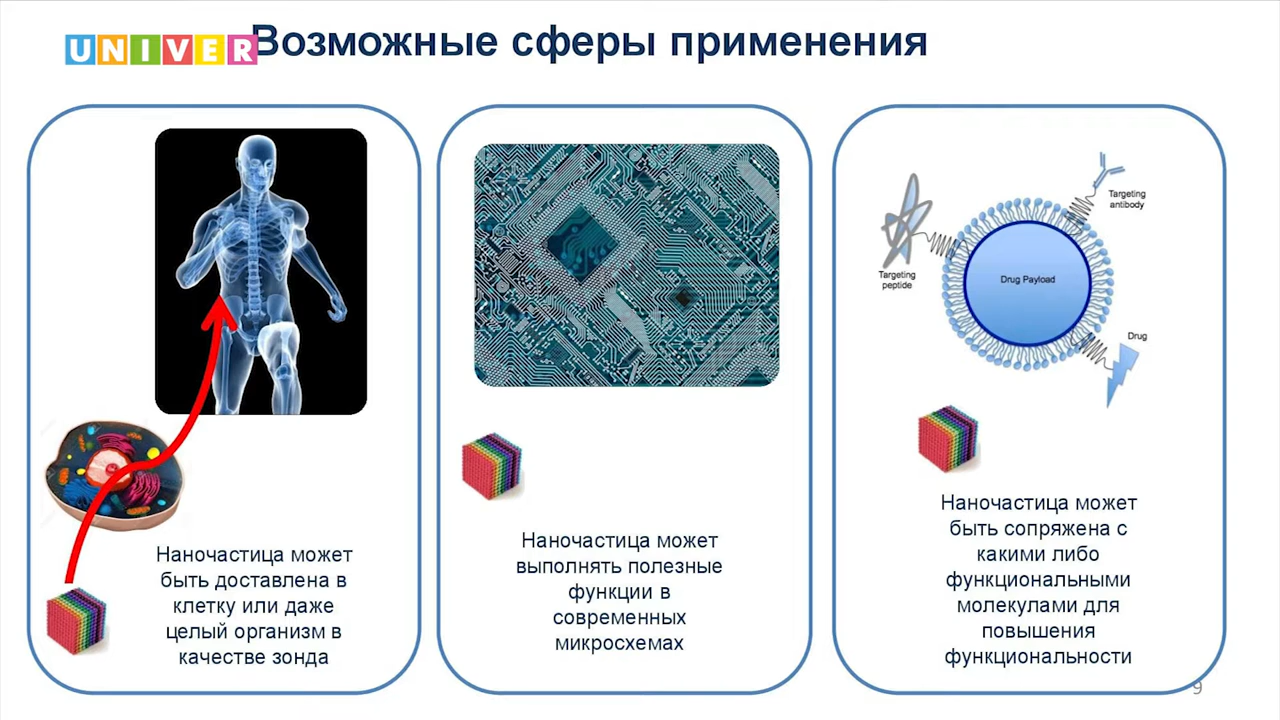 UNIVER
Возможные сферы применения
Наночастица может
быть доставлена в
клетку или даже
целый организм в
качестве зонда
Наночастица может
выполнять полезные
функции в
современных
микросхемах
Targeting
antibody
Targeting
peptide
Drug Payload
Drug
Наночастица может
быть сопряжена с
какими либо
функциональными
молекулами для
повышения
функциональности
9